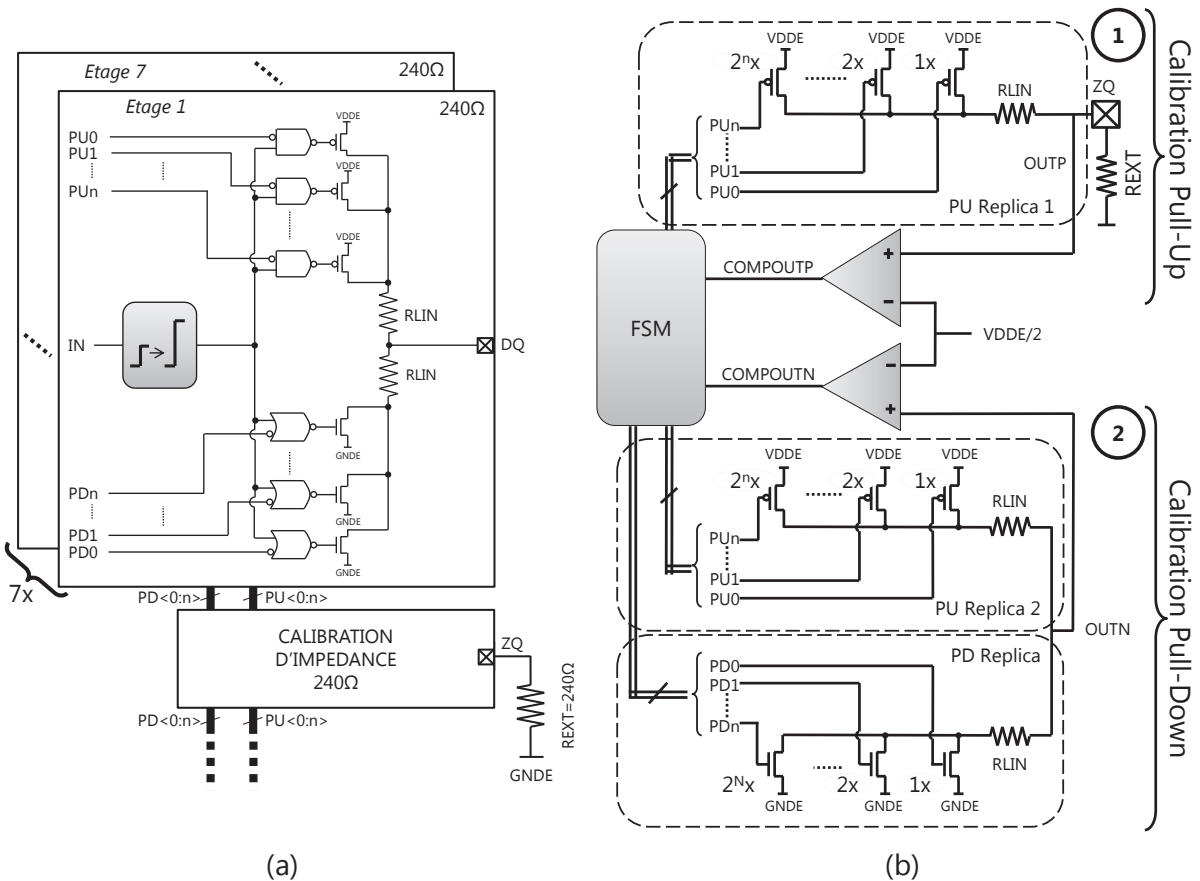 Etage 7
240Ω
Etage 1
240Ω
PU0
PU1
PUn
VDDE
VDDE
VDDE
RLIN
IN
DQ
RLIN
GNDE
GNDE
GNDE
PDn
PD1
PD0
7x
PD<0:n>
PU<0:n>
CALIBRATION
D'IMPEDANCE
240Ω
ZQ
REXT=240Ω
GNDE
PD<0:n>
PU<0:n>
(a)
1
Calibration Pull-Up
VDDE
VDDE
VDDE
2ⁿx
2x
1x
RLIN
ZQ
REXT
PUn
PU1
PU0
OUTP
PU Replica 1
FSM
COMPOUTP
+
-
VDDE/2
COMPOUTN
-
+
2
Calibration Pull-Down
VDDE
VDDE
VDDE
2ⁿx
2x
1x
RLIN
PUn
PU1
PU0
PU Replica 2
OUTN
PD Replica
PD0
PD1
PDn
RLIN
2ᴺx
2x
1x
GNDE
GNDE
GNDE
(b)